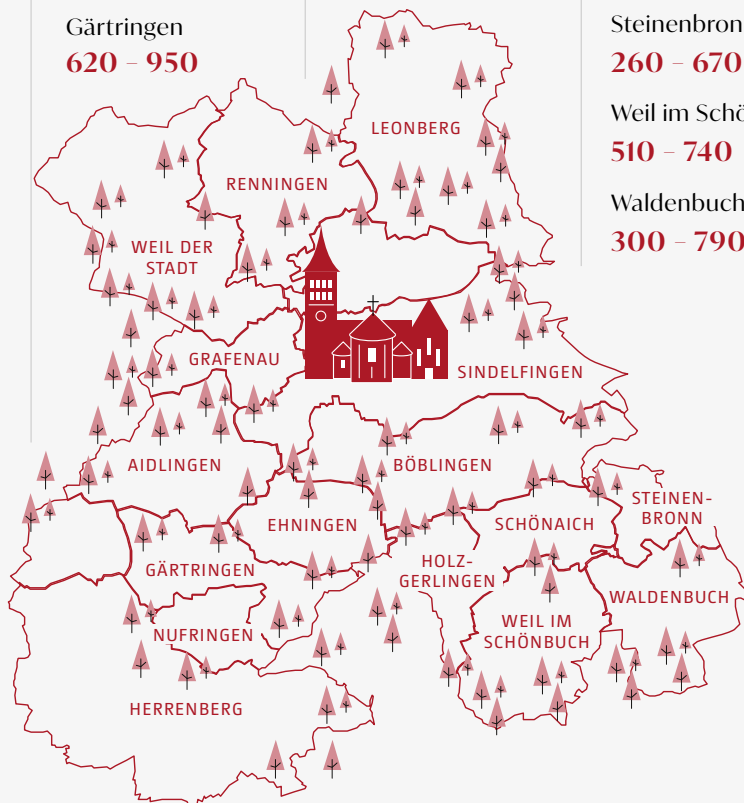 Gärtringen
620 – 950
Steinenbron
260 – 670
Weil im Schö
510 – 740
Waldenbuch
300 – 790
LEONBERG
RENNINGEN
WEIL DER
STADT
GRAFENAU
SINDELFINGEN
AIDLINGEN
BÖBLINGEN
STEINEN-
BRONN
EHNINGEN
SCHÖNAICH
GÄRTRINGEN
HOLZ-
GERLINGEN
WALDENBUCH
NUFRINGEN
WEIL IM
SCHÖNBUCH
HERRENBERG